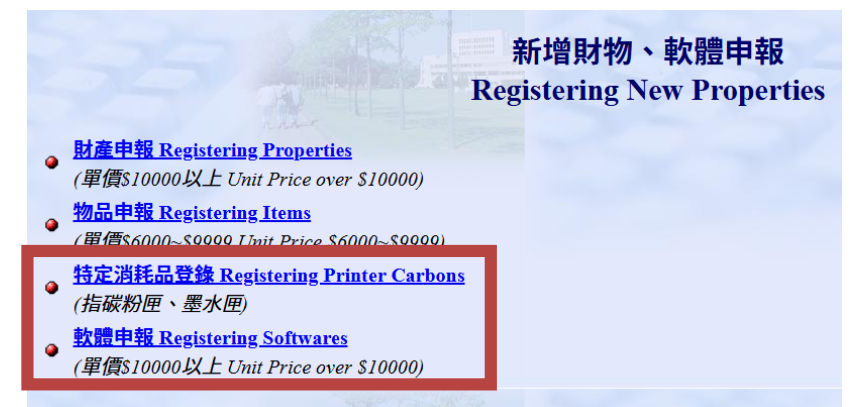 新增財物、軟體申報
Registering New Properties
財產申報 Registering Properties
(單價$10000以上 Unit Price over $10000)
物品申報 Registering Items
(單價$6000~$9999 Unit Price $6000~$9999)
特定消耗品登錄 Registering Printer Carbons
(指碳粉匣、墨水匣)
軟體申報 Registering Softwares
(單價$10000以上 Unit Price over $10000)